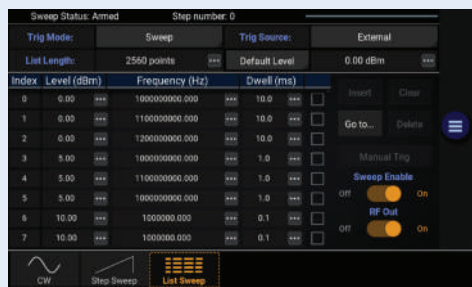 Sweep Status: Armed Step number: 0
Trig Mode: Sweep Trig Source: External
List Length: 2560 points ... Default Level 0.00 dBm ...
Index Level (dBm) Frequency (Hz) Dwell (ms)
0 0.00 ... 1000000000.000 ... 10.0 ... Insert Clear
1 0.00 ... 1100000000.000 ... 10.0 ...
Go to... Delete
2 0.00 ... 1200000000.000 ... 10.0 ...
3 5.00 ... 1000000000.000 ... 1.0 ... Manual Trig
4 5.00 ... 1100000000.000 ... 1.0 ... Sweep Enable
Off On
5 5.00 ... 1000000000.000 ... 1.0 ...
RF Out
6 10.00 ... 1000000.000 ... 0.1 ... Off On
7 10.00 ... 1000000.000 ... 0.1 ...
CW Step Sweep List Sweep